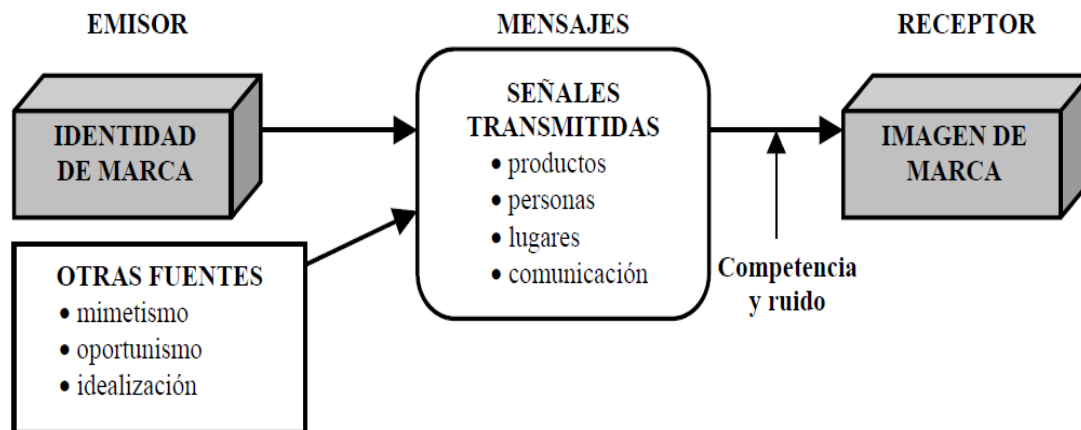 EMISOR
MENSAJES
RECEPTOR
IDENTIDAD
DE MARCA
SEÑALES
TRANSMITIDAS
• productos
• personas
• lugares
• comunicación
IMAGEN DE
MARCA
OTRAS FUENTES
• mimetismo
• oportunismo
• idealización
Competencia
y ruido